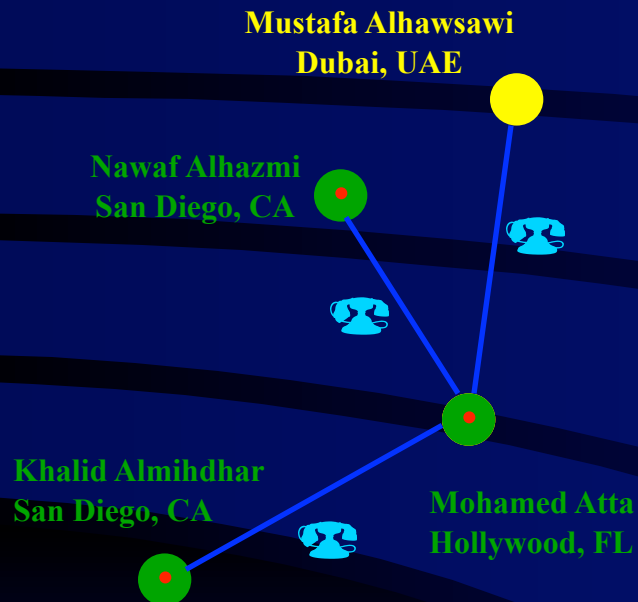 Mustafa Alhawsawi
Dubai, UAE
Nawaf Alhazmi
San Diego, CA
Khalid Almihdhar
San Diego, CA
Mohamed Atta
Hollywood, FL